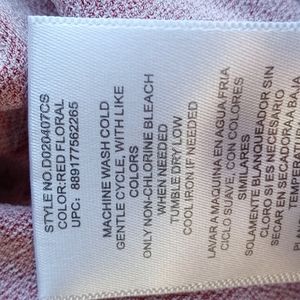 STYLE NO.D020407CS
COLOR:RED FLORAL
UPC: 889177562265
MACHINE WASH COLD
GENTLE CYCLE, WITH LIKE
COLORS
ONLY NON-CHLORINE BLEACH
WHEN NEEDED
TUMBLE DRY LOW
COOL IRON IF NEEDED
LAVAR A MAQUINA EN AGUA FRIA
CICLO SUAVE, CON COLORES
SIMILARES
SOLAMENTE BLANQUEADOR SIN
CLORO SI ES NECESARIO
SECAR EN TEMPERATURA BAJA